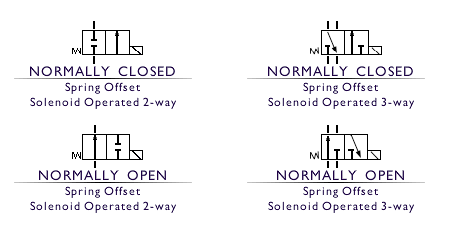 NORMALLY CLOSED
Spring Offset
Solenoid Operated 2-way
NORMALLY CLOSED
Spring Offset
Solenoid Operated 3-way
NORMALLY OPEN
Spring Offset
Solenoid Operated 2-way
NORMALLY OPEN
Spring Offset
Solenoid Operated 3-way